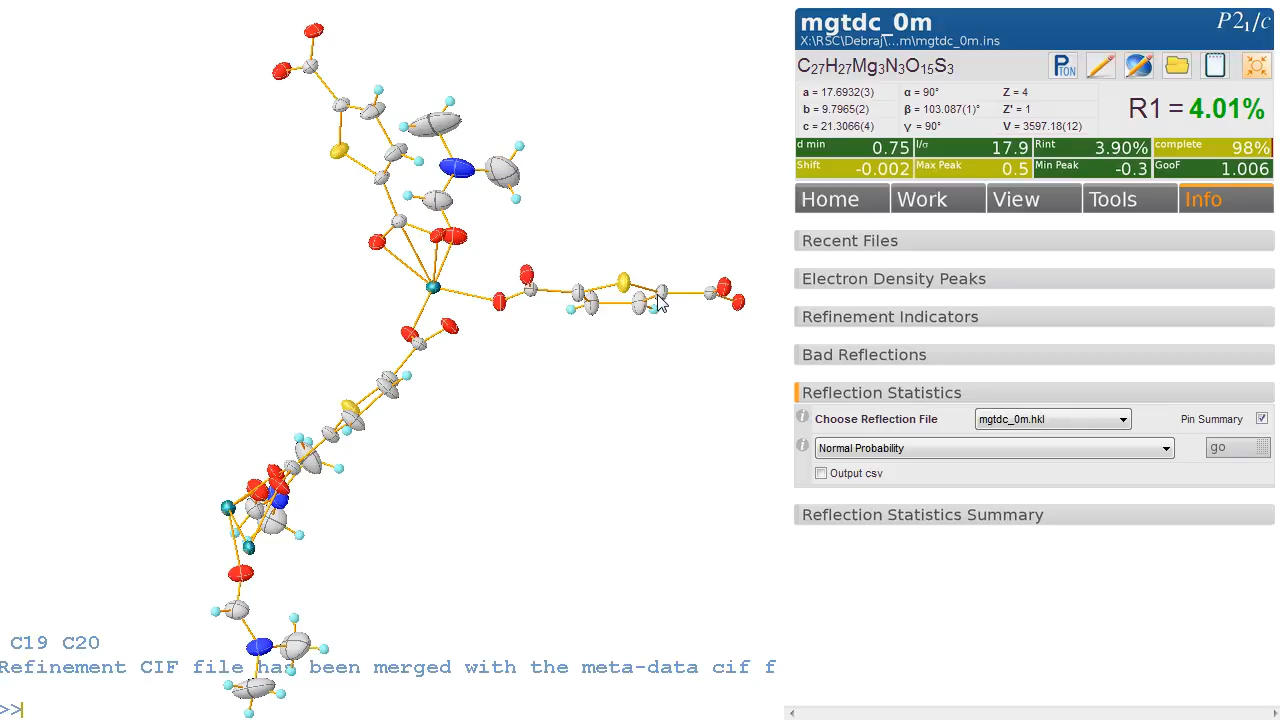 mgtdc_0m
P2₁/c
X:\RSC\Debraj\...m\mgtdc_0m.ins
C₂₇H₂₇Mg₃N₃O₁₅S₃
PTON
a = 17.6932(3) α = 90° Z = 4
b = 9.7965(2) β = 103.087(1)° Z' = 1
c = 21.3066(4) γ = 90° V = 3597.18(12)
R1 = 4.01%
d min 0.75 I/σ 17.9 Rint 3.90% complete 98%
Shift -0.002 Max Peak 0.5 Min Peak -0.3 GooF 1.006
Home Work View Tools Info
Recent Files
Electron Density Peaks
Refinement Indicators
Bad Reflections
Reflection Statistics
Choose Reflection File mgtdc_0m.hkl Pin Summary
Normal Probability go
Output csv
Reflection Statistics Summary
C19 C20
Refinement CIF file has been merged with the meta-data cif f
>>